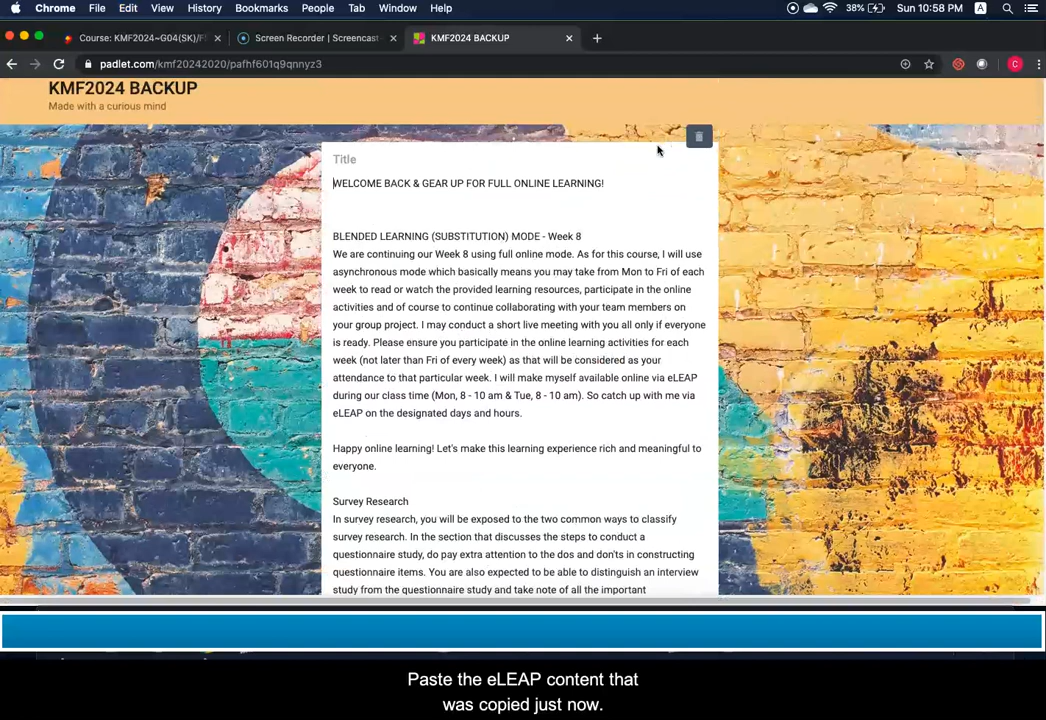 Chrome File Edit View History Bookmarks People Tab Window Help 38% Sun 10:58 PM A
Course: KMF2024~G04(SK)/F Screen Recorder | Screencast KMF2024 BACKUP
padlet.com/kmf20242020/pafhf601q9qnnyz3 C
KMF2024 BACKUP
Made with a curious mind
Title
WELCOME BACK & GEAR UP FOR FULL ONLINE LEARNING!
BLENDED LEARNING (SUBSTITUTION) MODE - Week 8
We are continuing our Week 8 using full online mode. As for this course, I will use
asynchronous mode which basically means you may take from Mon to Fri of each
week to read or watch the provided learning resources, participate in the online
activities and of course to continue collaborating with your team members on
your group project. I may conduct a short live meeting with you all only if everyone
is ready. Please ensure you participate in the online learning activities for each
week (not later than Fri of every week) as that will be considered as your
attendance to that particular week. I will make myself available online via eLEAP
during our class time (Mon, 8 - 10 am & Tue, 8 - 10 am). So catch up with me via
eLEAP on the designated days and hours.
Happy online learning! Let's make this learning experience rich and meaningful to
everyone.
Survey Research
In survey research, you will be exposed to the two common ways to classify
survey research. In the section that discusses the steps to conduct a
questionnaire study, do pay extra attention to the dos and don'ts in constructing
questionnaire items. You are also expected to be able to distinguish an interview
study from the questionnaire study and take note of all the important
Paste the eLEAP content that
was copied just now.